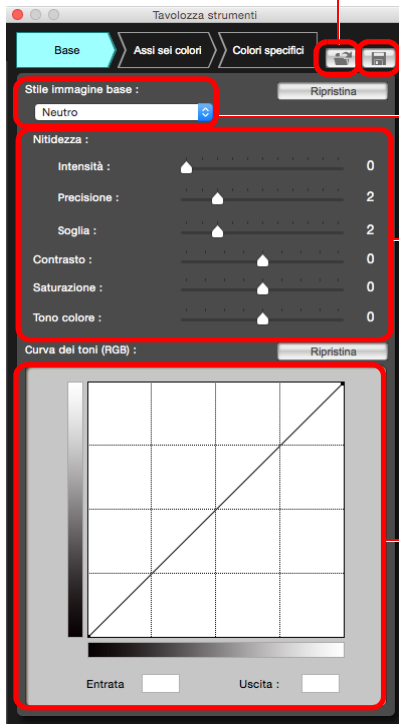 Tavolozza strumenti
Base Assi sei colori Colori specifici
Stile immagine base : Ripristina
Neutro
Nitidezza :
Intensità : 0
Precisione : 2
Soglia : 2
Contrasto : 0
Saturazione : 0
Tono colore : 0
Curva dei toni (RGB) : Ripristina
Entrata Uscita :